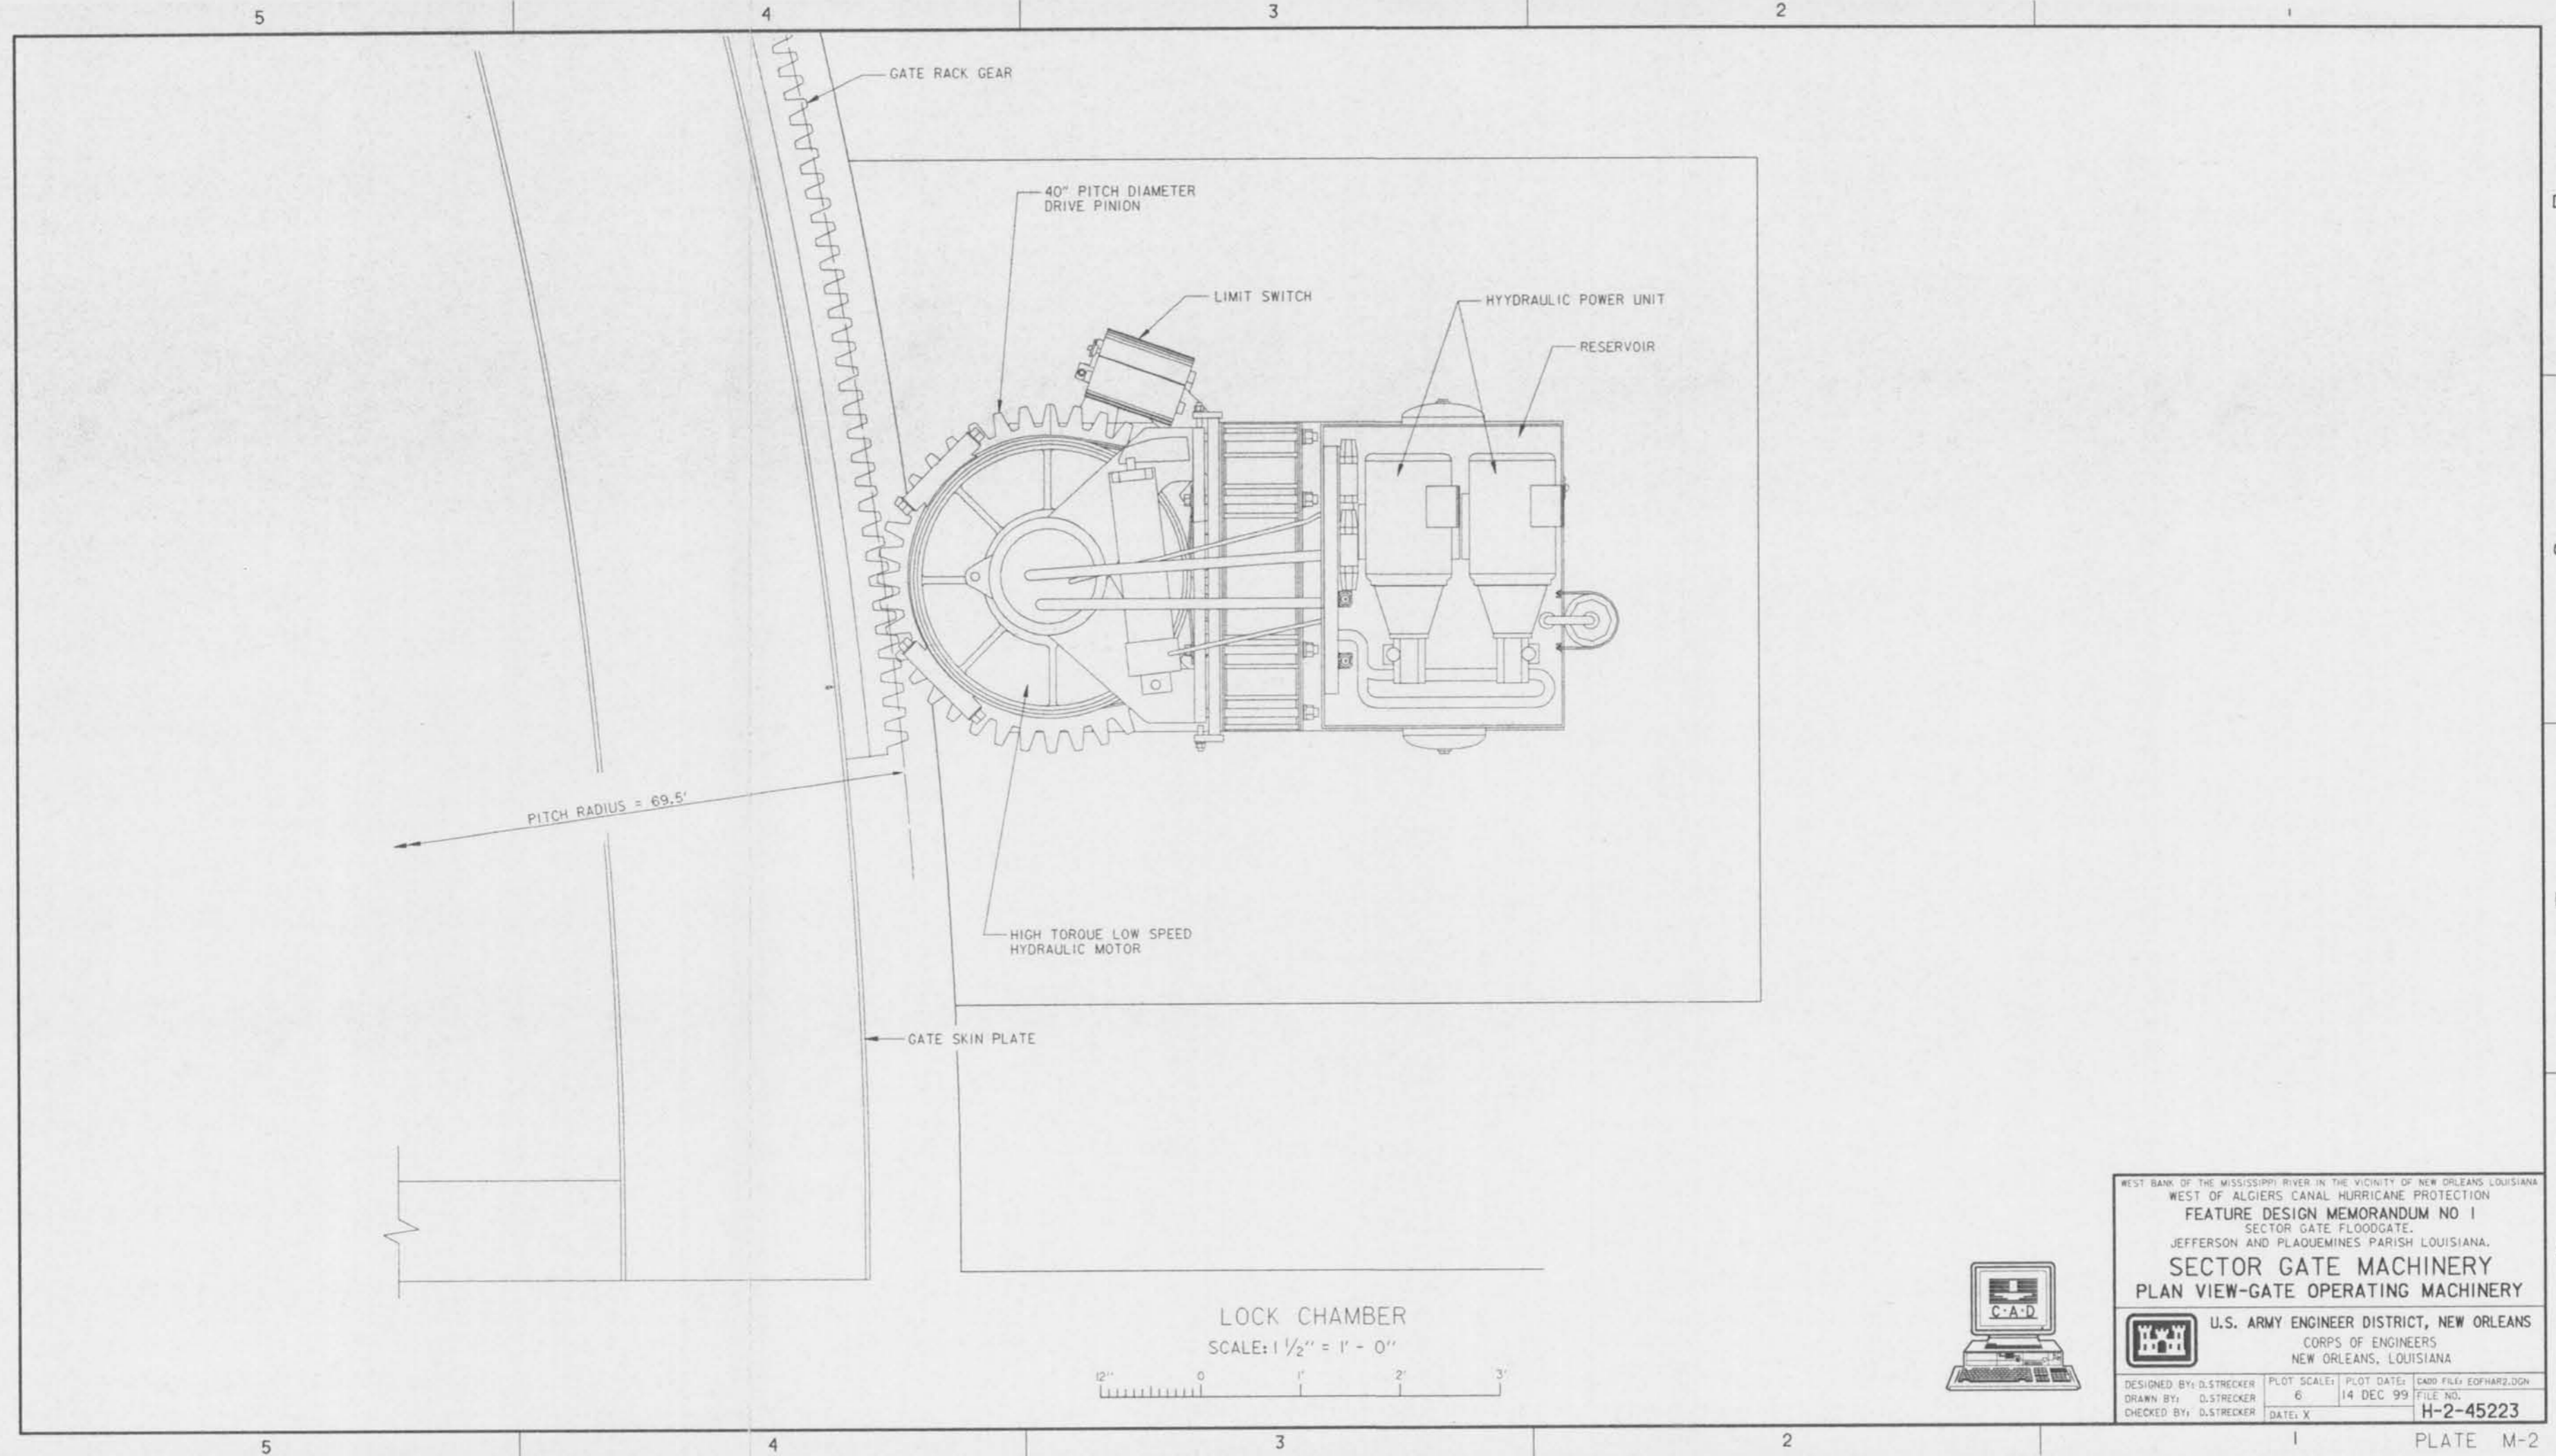 5 4 3 2 1
GATE RACK GEAR
40" PITCH DIAMETER
DRIVE PINION
LIMIT SWITCH
HYYDRAULIC POWER UNIT
RESERVOIR
PITCH RADIUS = 69.5'
HIGH TORQUE LOW SPEED
HYDRAULIC MOTOR
GATE SKIN PLATE
LOCK CHAMBER
SCALE: 1 1/2" = 1' - 0"
12" 0 1' 2' 3'
C-A-D
WEST BANK OF THE MISSISSIPPI RIVER IN THE VICINITY OF NEW ORLEANS LOUISIANA
WEST OF ALGIERS CANAL HURRICANE PROTECTION
FEATURE DESIGN MEMORANDUM NO 1
SECTOR GATE FLOODGATE.
JEFFERSON AND PLAQUEMINES PARISH LOUISIANA.
SECTOR GATE MACHINERY
PLAN VIEW-GATE OPERATING MACHINERY
U.S. ARMY ENGINEER DISTRICT, NEW ORLEANS
CORPS OF ENGINEERS
NEW ORLEANS, LOUISIANA
DESIGNED BY: D.STRECKER
DRAWN BY: D.STRECKER
CHECKED BY: D.STRECKER
PLOT SCALE:
6
PLOT DATE:
14 DEC 99
DATE: X
CADD FILE: EOFHAR2.DGN
FILE NO.
H-2-45223
5 4 3 2 1
PLATE M-2